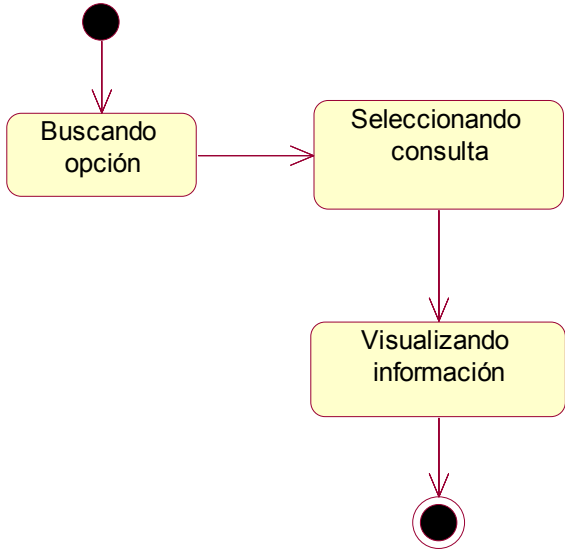 Buscando
opción
Seleccionando
consulta
Visualizando
información